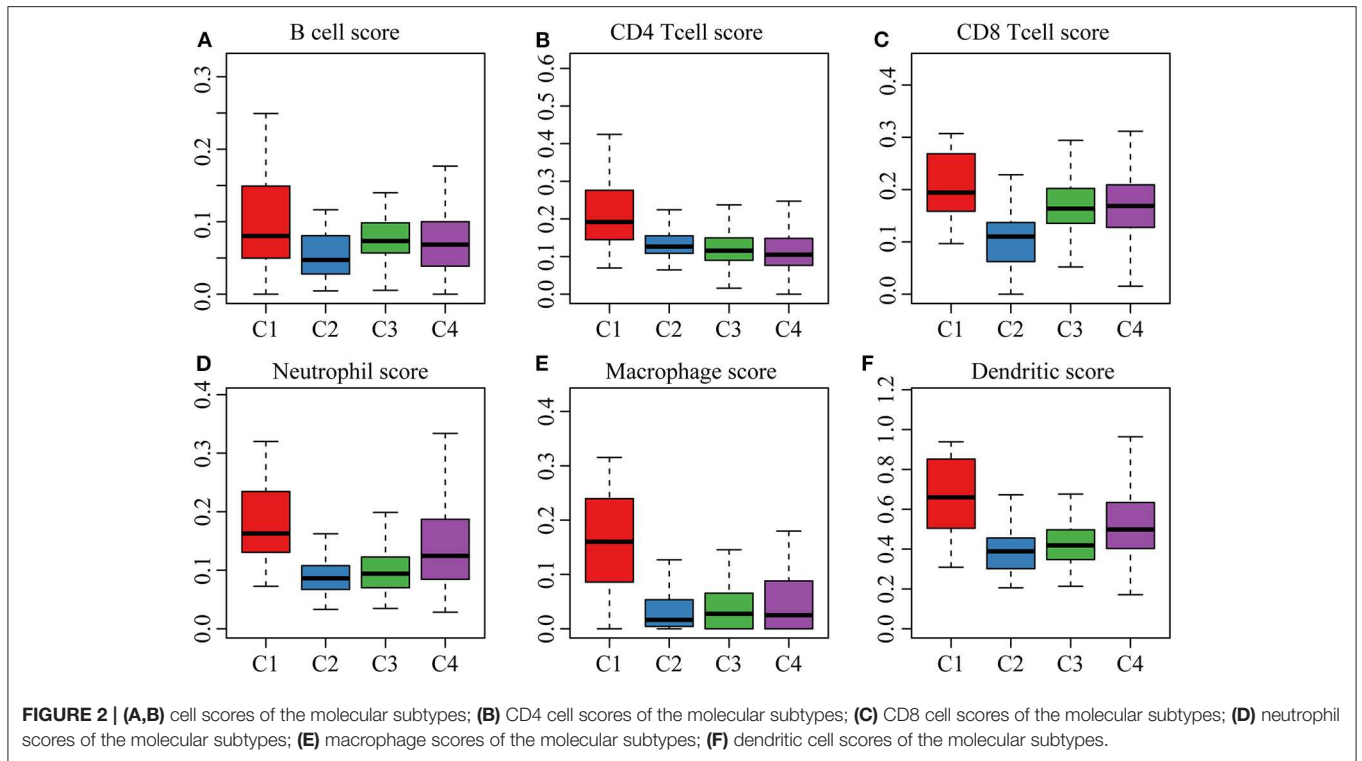 A
B cell score
0.0 0.1 0.2 0.3
C1 C2 C3 C4
B
CD4 Tcell score
0.0 0.1 0.2 0.3 0.4 0.5 0.6
C1 C2 C3 C4
C
CD8 Tcell score
0.0 0.1 0.2 0.3 0.4
C1 C2 C3 C4
D
Neutrophil score
0.0 0.1 0.2 0.3 0.4
C1 C2 C3 C4
E
Macrophage score
0.0 0.1 0.2 0.3 0.4
C1 C2 C3 C4
F
Dendritic score
0.0 0.2 0.4 0.6 0.8 1.0 1.2
C1 C2 C3 C4
FIGURE 2 | (A,B) cell scores of the molecular subtypes; (B) CD4 cell scores of the molecular subtypes; (C) CD8 cell scores of the molecular subtypes; (D) neutrophil
scores of the molecular subtypes; (E) macrophage scores of the molecular subtypes; (F) dendritic cell scores of the molecular subtypes.